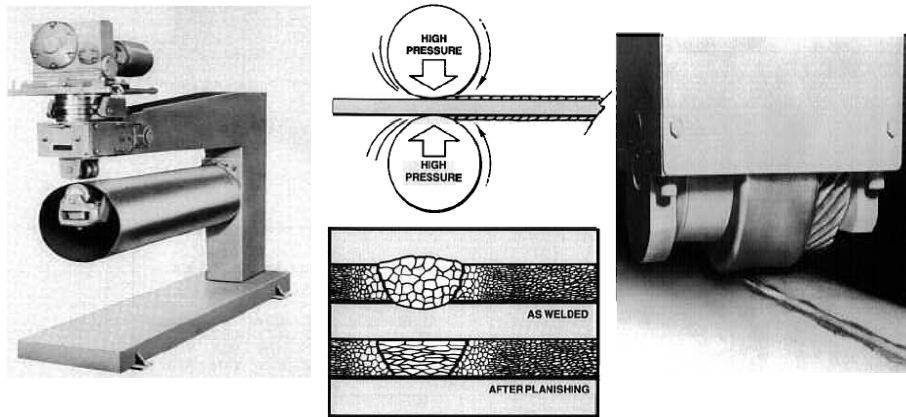 HIGH
PRESSURE
HIGH
PRESSURE
AS WELDED
AFTER PLANISHING